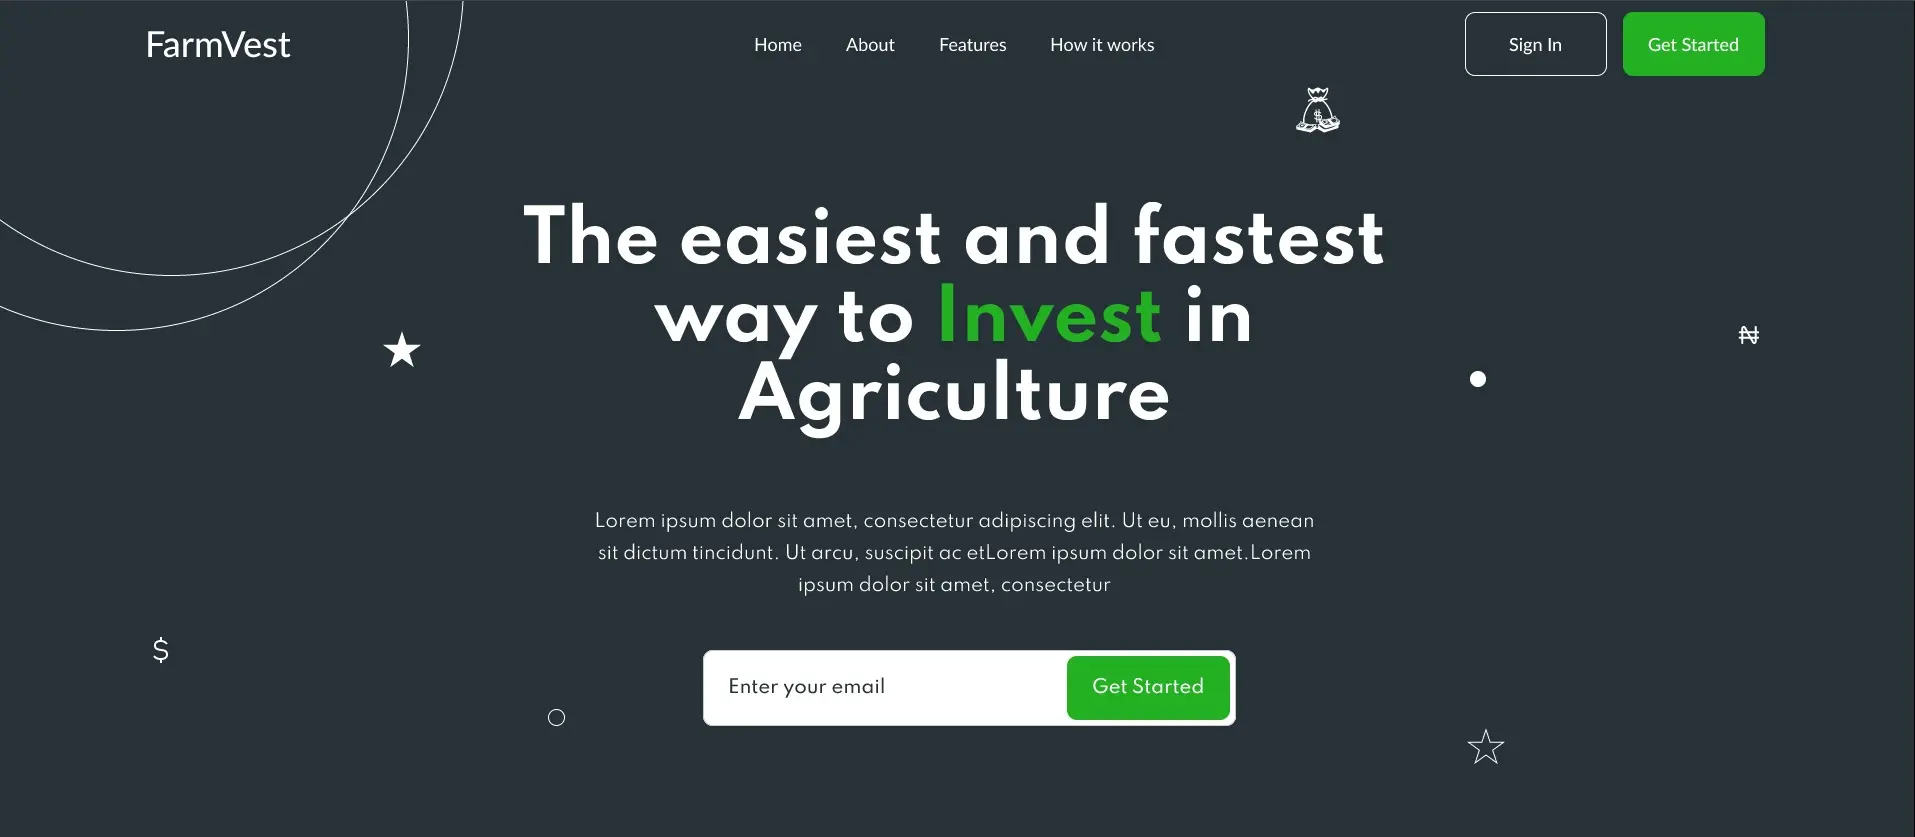 FarmVest
Home
About
Features
How it works
Sign In
Get Started
$
The easiest and fastest
way to Invest in
Agriculture
₦
Lorem ipsum dolor sit amet, consectetur adipiscing elit. Ut eu, mollis aenean
sit dictum tincidunt. Ut arcu, suscipit ac etLorem ipsum dolor sit amet.Lorem
ipsum dolor sit amet, consectetur
$
Enter your email
Get Started